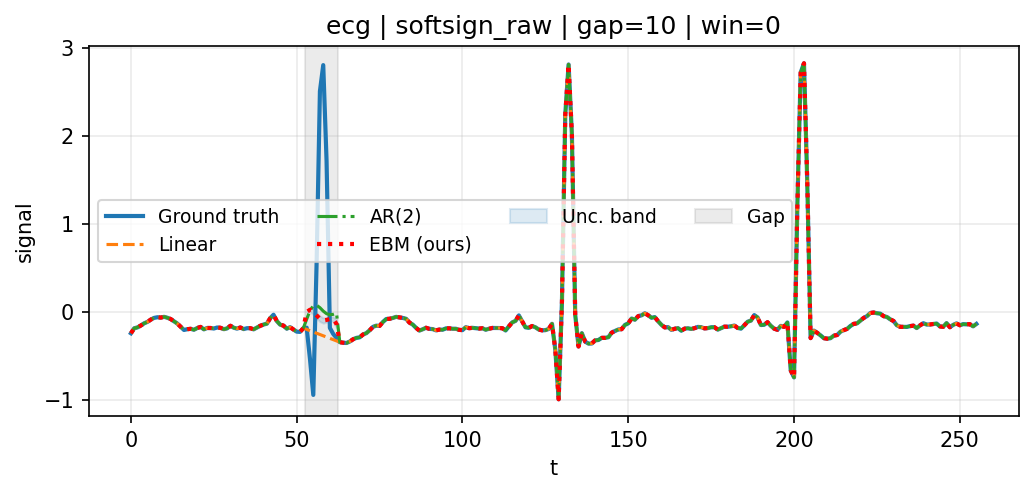 ecg | softsign_raw | gap=10 | win=0
3
2
1
0
−1
signal
Ground truth
Linear
AR(2)
EBM (ours)
Unc. band
Gap
0
50
100
150
200
250
t